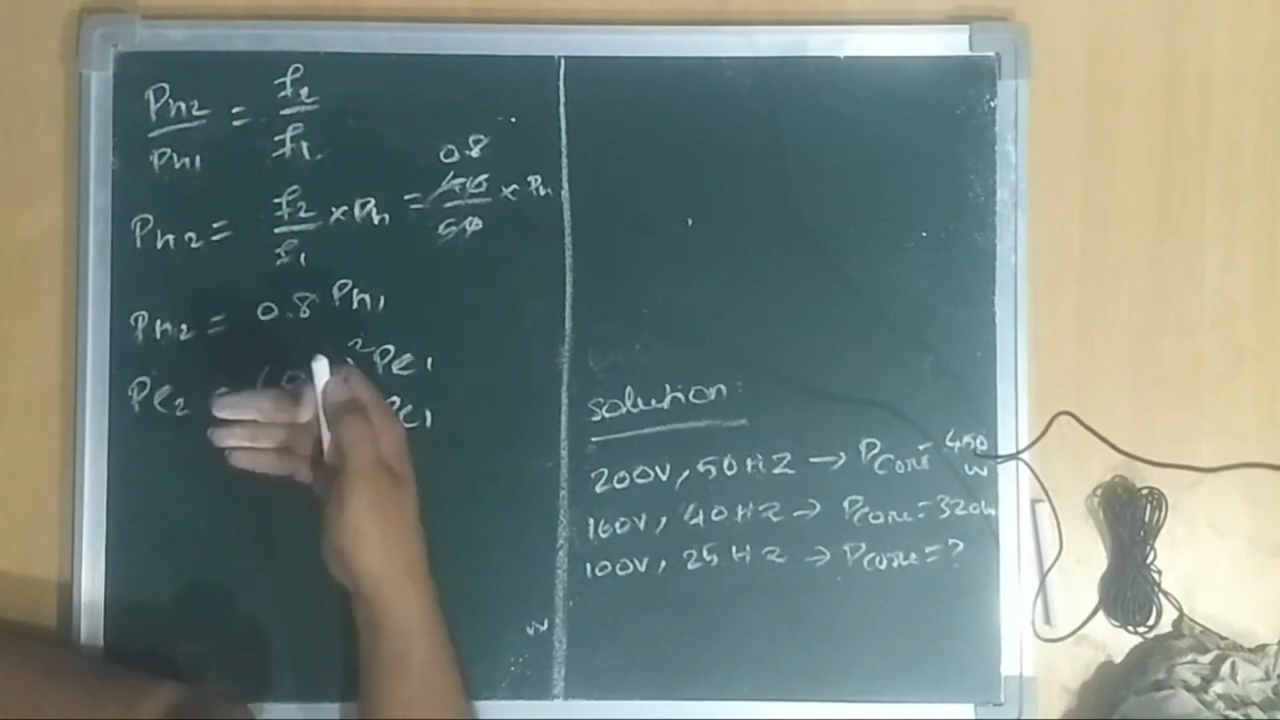 Ph2 / Ph1 = f2 / f1
Ph2 = f2 / f1 × Ph = 40 / 50 × Ph
0.8
Ph2 = 0.8 Ph1
Pe2 = 2 Pe1
Pe1
solution:
200V, 50HZ → Pcore = 450 W
160V, 40HZ → Pcore = 320W
100V, 25HZ → Pcore = ?
W